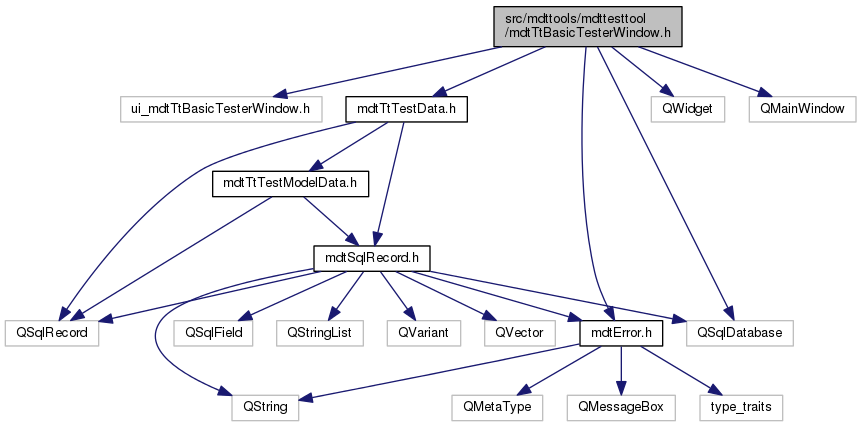 src/mdttools/mdttesttool
/mdtTtBasicTesterWindow.h
ui_mdtTtBasicTesterWindow.h
mdtTtTestData.h
QWidget
QMainWindow
mdtTtTestModelData.h
mdtSqlRecord.h
QSqlRecord
QSqlField
QStringList
QVariant
QVector
mdtError.h
QSqlDatabase
QString
QMetaType
QMessageBox
type_traits